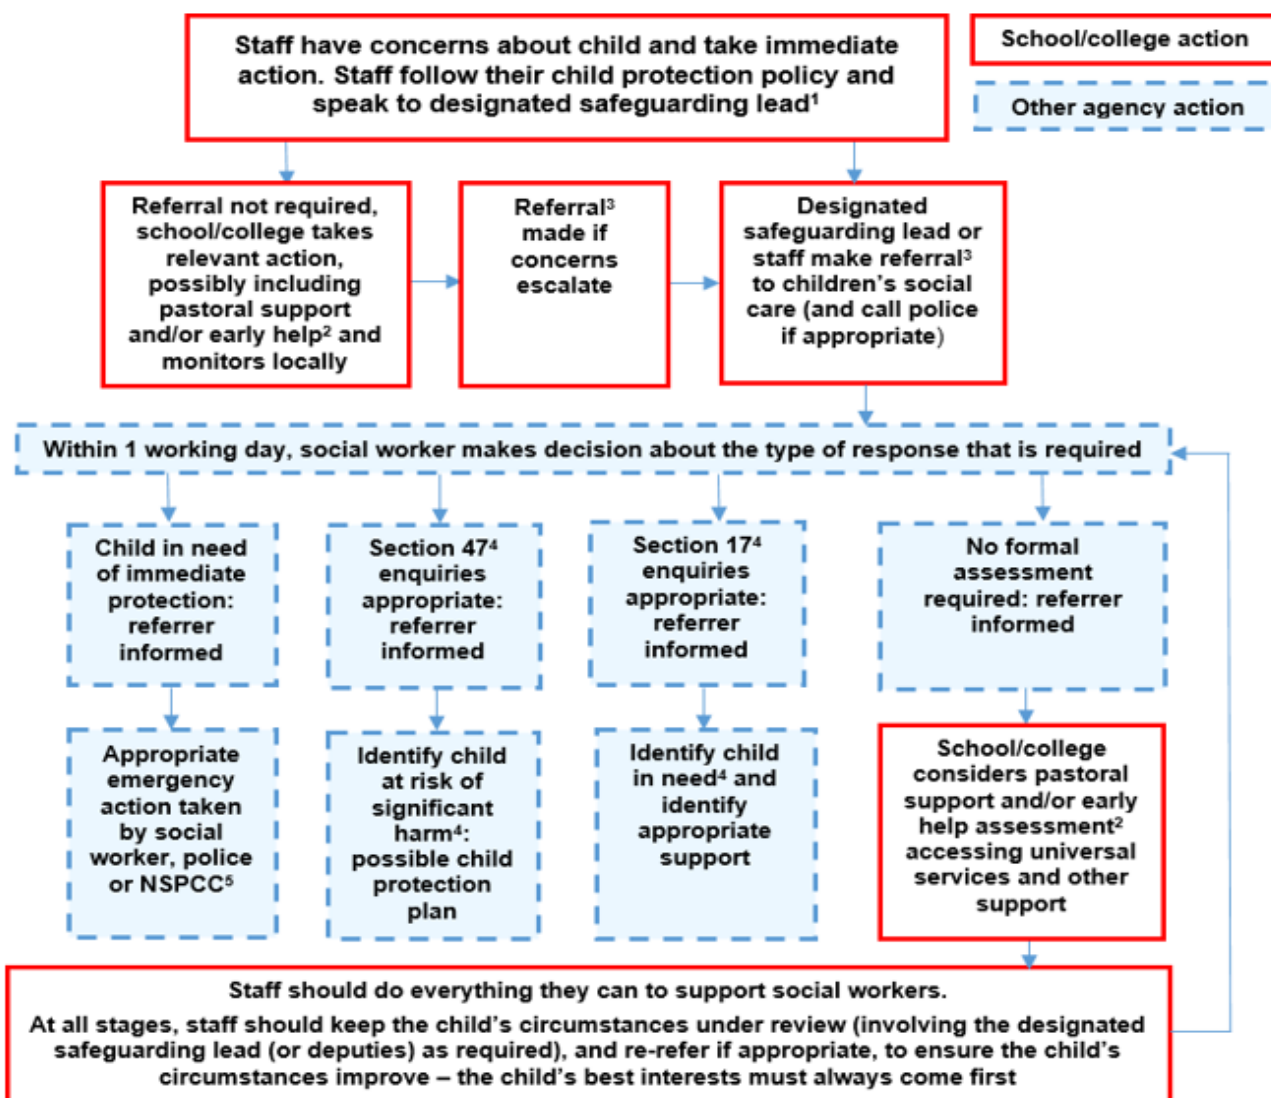 Staff have concerns about child and take immediate
action. Staff follow their child protection policy and
speak to designated safeguarding lead¹
School/college action
Other agency action
Referral not required,
school/college takes
relevant action,
possibly including
pastoral support
and/or early help² and
monitors locally
Referral³
made if
concerns
escalate
Designated
safeguarding lead or
staff make referral³
to children’s social
care (and call police
if appropriate)
Within 1 working day, social worker makes decision about the type of response that is required
Child in need
of immediate
protection:
referrer
informed
Section 47⁴
enquiries
appropriate:
referrer
informed
Section 17⁴
enquiries
appropriate:
referrer
informed
No formal
assessment
required: referrer
informed
Appropriate
emergency
action taken
by social
worker, police
or NSPCC⁵
Identify child
at risk of
significant
harm⁴:
possible child
protection
plan
Identify child
in need⁴ and
identify
appropriate
support
School/college
considers pastoral
support and/or early
help assessment²
accessing universal
services and other
support
Staff should do everything they can to support social workers.
At all stages, staff should keep the child’s circumstances under review (involving the designated
safeguarding lead (or deputies) as required), and re-refer if appropriate, to ensure the child’s
circumstances improve – the child’s best interests must always come first